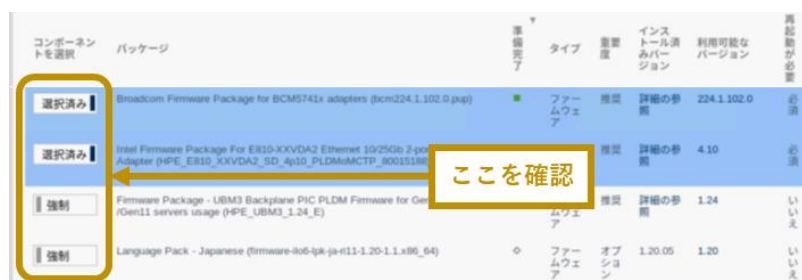 コンポーネン
トを選択
パッケージ
準備完了
タイプ
重要
度
インス
トール済
みバー
ジョン
利用可能な
バージョン
再起動が必要
選択済み
Broadcom Firmware Package for BCM5741x adapters (bcm224.1.102.0.pup)
ファー
ムウェ
ア
推奨
詳細の参
照
224.1.102.0
必須
選択済み
Intel Firmware Package For E810-XXVDA2 Ethernet 10/25Gb 2-por
Adapter (HPE_E810_XXVDA2_SD_4p10_PLDMoMCTP_80015188
推奨
詳細の参
照
4.10
必須
ここを確認
強制
Firmware Package - UBM3 Backplane PIC PLDM Firmware for Gen
/Gen11 servers usage (HPE_UBM3_1.24_E)
ムウェ
ア
推奨
詳細の参
照
1.24
いいえ
強制
Language Pack - Japanese (firmware-ilo6-lpk-ja-ri11-1.20-1.1.x86_64)
ファー
ムウェ
ア
オプ
ショ
ン
1.20.05
1.20
いいえ